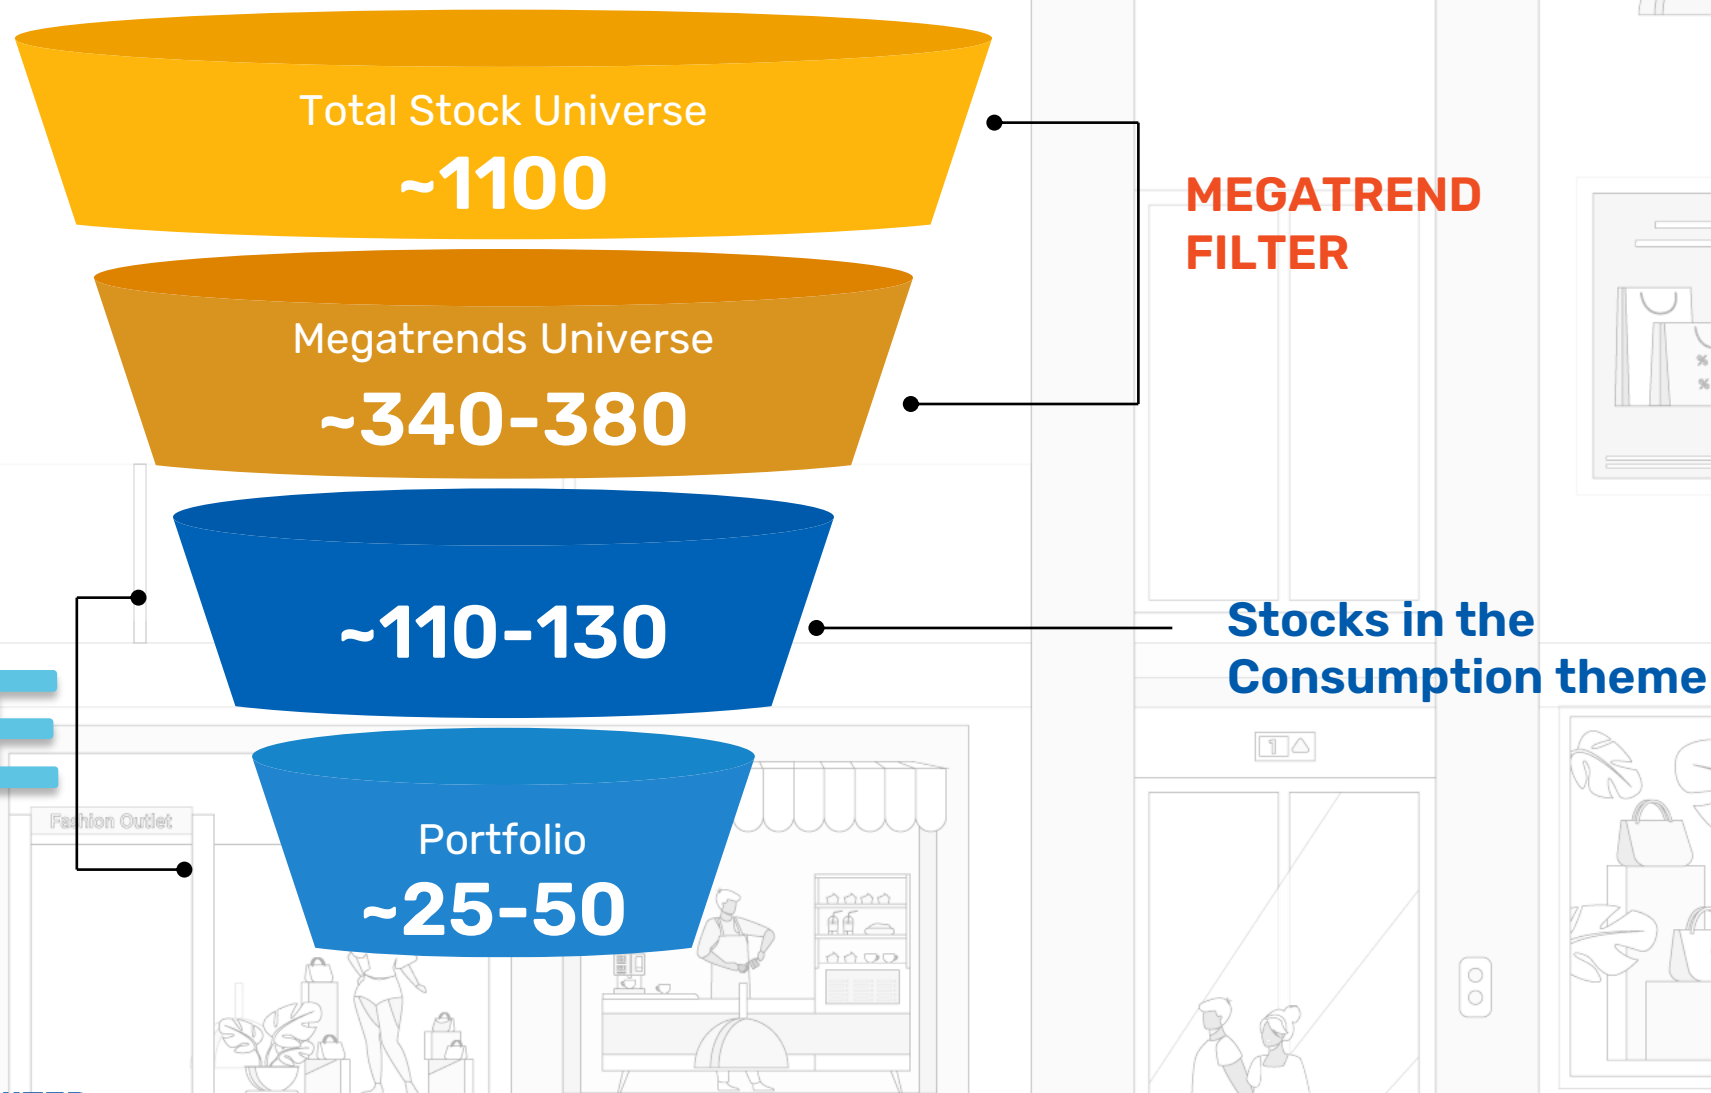 Total Stock Universe
~1100
MEGATREND
FILTER
Megatrends Universe
~340-380
~110-130
Stocks in the
Consumption theme
1
Portfolio
~25-50
Fashion Outlet
%
%